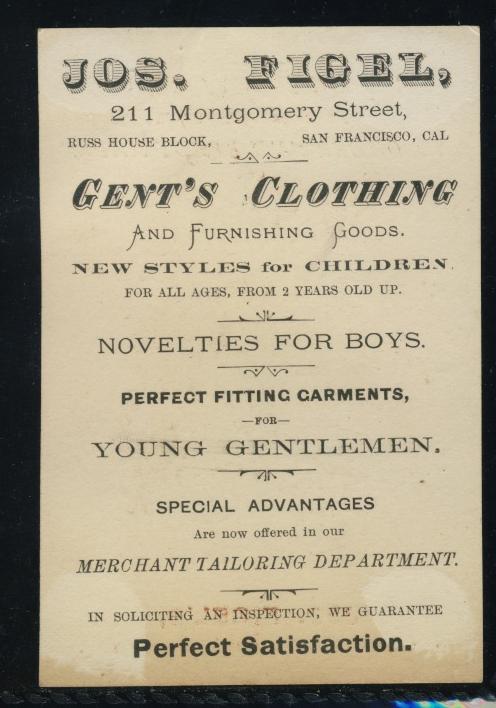 JOS. FIGEL,
211 Montgomery Street,
RUSS HOUSE BLOCK, SAN FRANCISCO, CAL
GENT'S CLOTHING
AND FURNISHING GOODS.
NEW STYLES for CHILDREN.
FOR ALL AGES, FROM 2 YEARS OLD UP.
NOVELTIES FOR BOYS.
PERFECT FITTING GARMENTS,
—FOR—
YOUNG GENTLEMEN.
SPECIAL ADVANTAGES
Are now offered in our
MERCHANT TAILORING DEPARTMENT.
IN SOLICITING AN INSPECTION, WE GUARANTEE
Perfect Satisfaction.